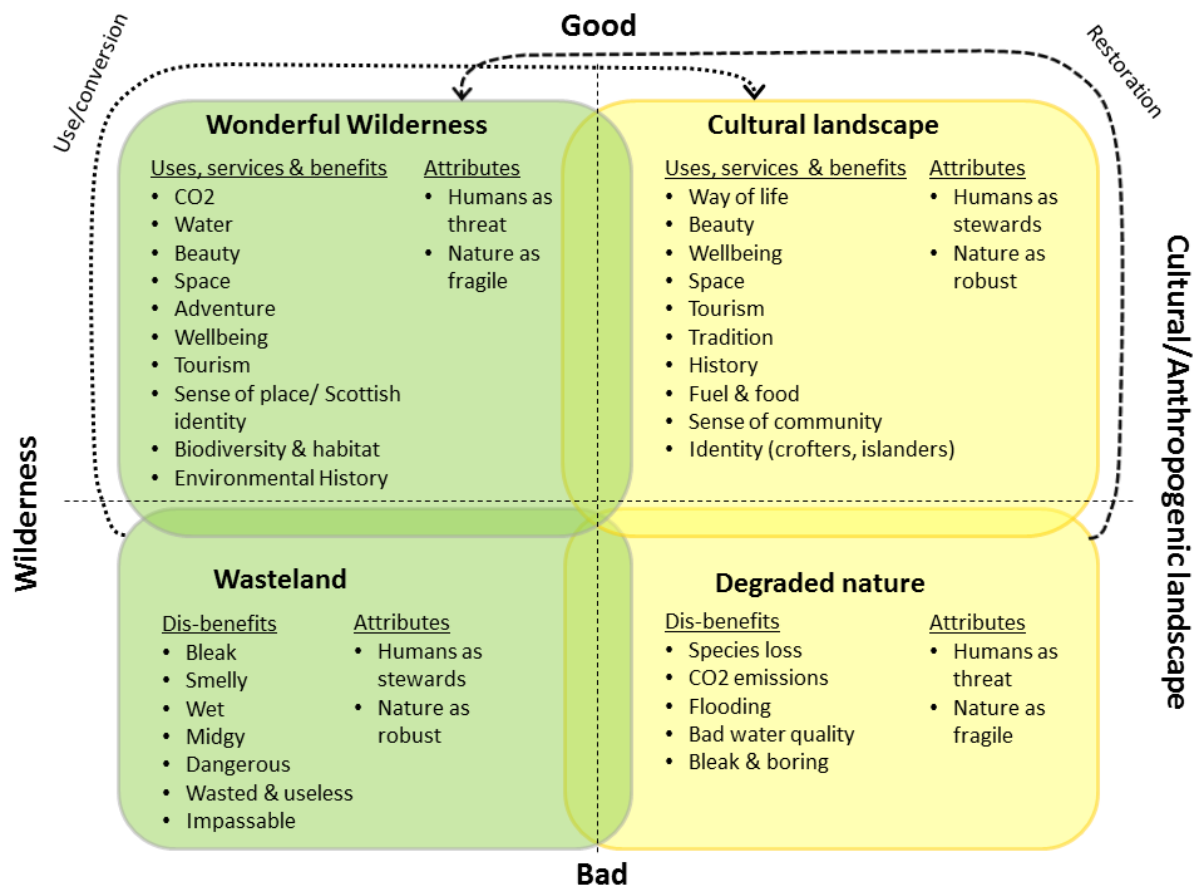 Good
Use/conversion
Restoration
Wonderful Wilderness
Uses, services & benefits
• CO2
• Water
• Beauty
• Space
• Adventure
• Wellbeing
• Tourism
• Sense of place/ Scottish
identity
• Biodiversity & habitat
• Environmental History
Attributes
• Humans as
threat
• Nature as
fragile
Cultural landscape
Uses, services & benefits
• Way of life
• Beauty
• Wellbeing
• Space
• Tourism
• Tradition
• History
• Fuel & food
• Sense of community
• Identity (crofters, islanders)
Attributes
• Humans as
stewards
• Nature as
robust
Wilderness
Cultural/Anthropogenic landscape
Wasteland
Dis-benefits
• Bleak
• Smelly
• Wet
• Midgy
• Dangerous
• Wasted & useless
• Impassable
Attributes
• Humans as
stewards
• Nature as
robust
Degraded nature
Dis-benefits
• Species loss
• CO2 emissions
• Flooding
• Bad water quality
• Bleak & boring
Attributes
• Humans as
threat
• Nature as
fragile
Bad